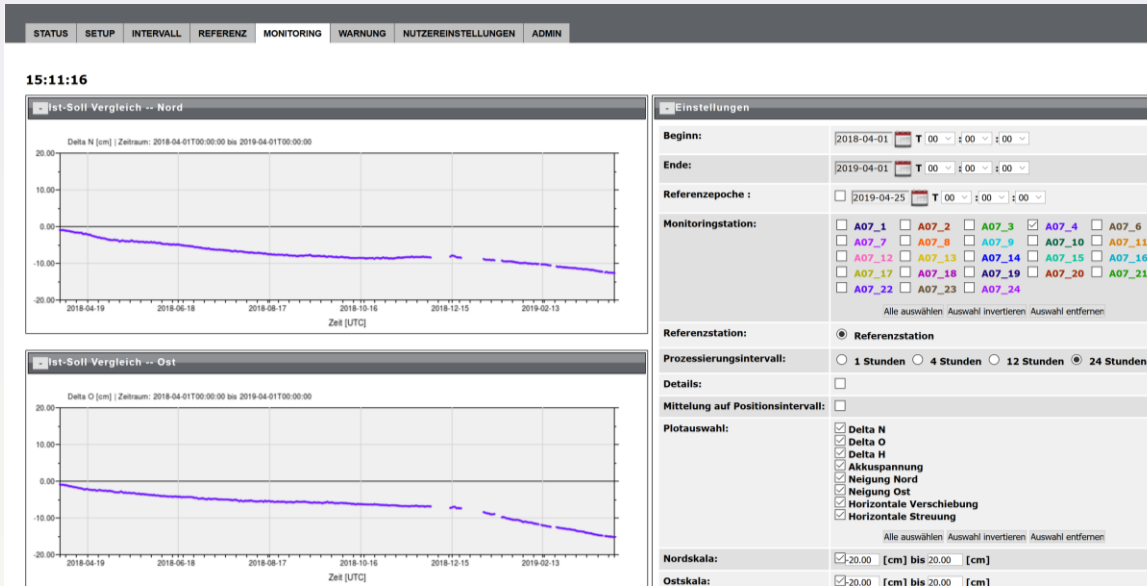 STATUS SETUP INTERVALL REFERENZ MONITORING WARNUNG NUTZEREINSTELLUNGEN ADMIN
15:11:16
- Ist-Soll Vergleich -- Nord
Delta N [cm] | Zeitraum: 2018-04-01T00:00:00 bis 2019-04-01T00:00:00
20.00
10.00
0.00
-10.00
-20.00
2018-04-19 2018-06-18 2018-08-17 2018-10-16 2018-12-15 2019-02-13
Zeit [UTC]
- Ist-Soll Vergleich -- Ost
Delta O [cm] | Zeitraum: 2018-04-01T00:00:00 bis 2019-04-01T00:00:00
20.00
10.00
0.00
-10.00
-20.00
2018-04-19 2018-06-18 2018-08-17 2018-10-16 2018-12-15 2019-02-13
Zeit [UTC]
- Einstellungen
Beginn: 2018-04-01 T 00 : 00 : 00
Ende: 2019-04-01 T 00 : 00 : 00
Referenzepoche : 2019-04-25 T 00 : 00 : 00
Monitoringstation: A07_1 A07_2 A07_3 A07_4 A07_6
A07_7 A07_8 A07_9 A07_10 A07_11
A07_12 A07_13 A07_14 A07_15 A07_16
A07_17 A07_18 A07_19 A07_20 A07_21
A07_22 A07_23 A07_24
Alle auswählen Auswahl invertieren Auswahl entfernen
Referenzstation: Referenzstation
Prozessierungsintervall: 1 Stunden 4 Stunden 12 Stunden 24 Stunden
Details:
Mittelung auf Positionsintervall:
Plotauswahl: Delta N
Delta O
Delta H
Akkuspannung
Neigung Nord
Neigung Ost
Horizontale Verschiebung
Horizontale Streuung
Alle auswählen Auswahl invertieren Auswahl entfernen
Nordskala: -20.00 [cm] bis 20.00 [cm]
Ostskala: -20.00 [cm] bis 20.00 [cm]